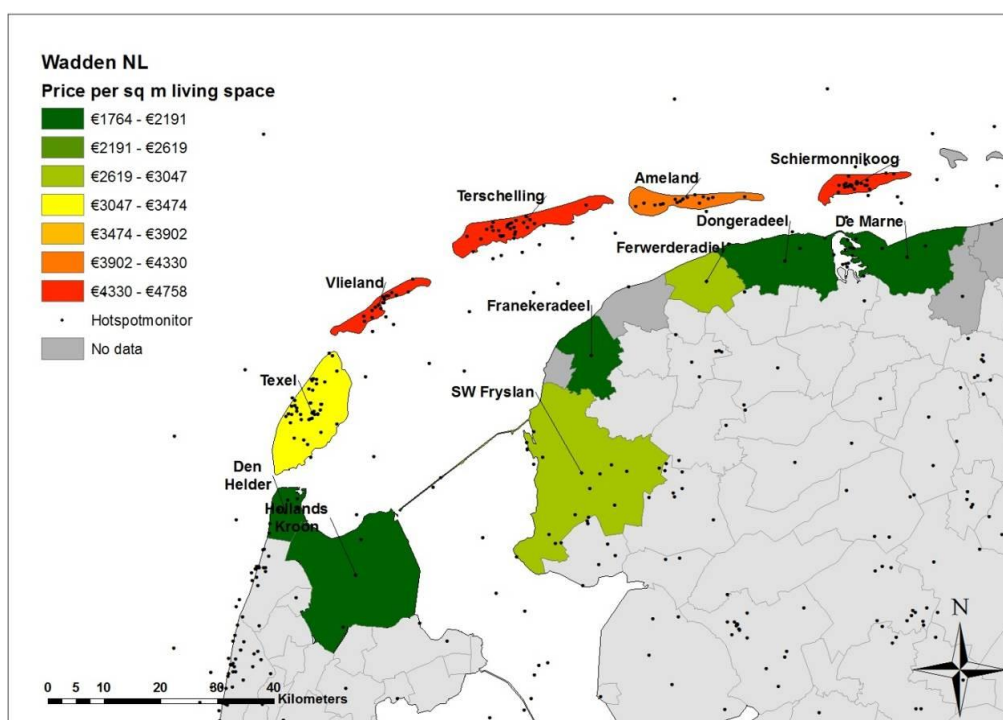 Wadden NL
Price per sq m living space
€1764 - €2191
€2191 - €2619
€2619 - €3047
€3047 - €3474
€3474 - €3902
€3902 - €4330
€4330 - €4758
Hotspotmonitor
No data
Schiermonnikoog
Ameland
Terschelling
Dongeradeel
De Marne
Ferwerderadiel
Vlieland
Franekeradeel
Texel
SW Fryslan
Den
Helder
Hollands
Kroon
N
0 5 10 20 30 40
Kilometers